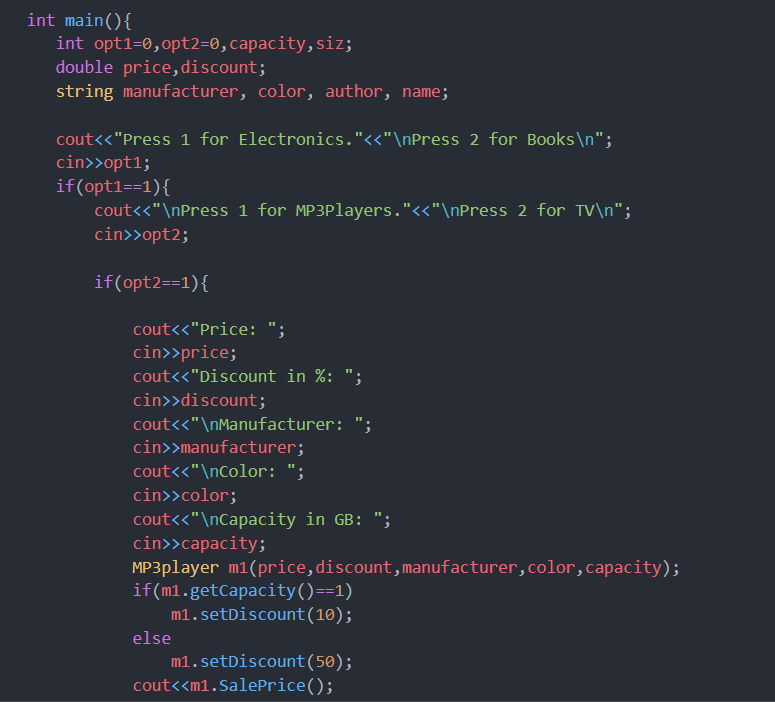 int main(){
int opt1=0,opt2=0,capacity,siz;
double price,discount;
string manufacturer, color, author, name;
cout<<"Press 1 for Electronics."<<"\nPress 2 for Books\n";
cin>>opt1;
if(opt1==1){
cout<<"\nPress 1 for MP3Players."<<"\nPress 2 for TV\n";
cin>>opt2;
if(opt2==1){
cout<<"Price: ";
cin>>price;
cout<<"Discount in %: ";
cin>>discount;
cout<<"\nManufacturer: ";
cin>>manufacturer;
cout<<"\nColor: ";
cin>>color;
cout<<"\nCapacity in GB: ";
cin>>capacity;
MP3player m1(price,discount,manufacturer,color,capacity);
if(m1.getCapacity()==1)
m1.setDiscount(10);
else
m1.setDiscount(50);
cout<<m1.SalePrice();